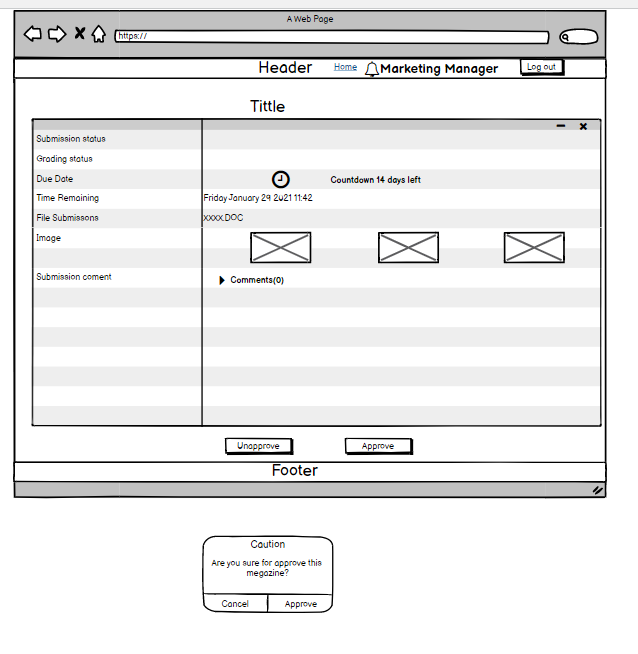 A Web Page
https://
Header Home Marketing Manager Log out
Tittle
Submission status
Grading status
Due Date Countdown 14 days left
Time Remaining Friday January 29 2021 11:42
File Submissons XXXX.DOC
Image
Submission coment Comments(0)
Unapprove Approve
Footer
Caution
Are you sure for approve this
megazine?
Cancel Approve